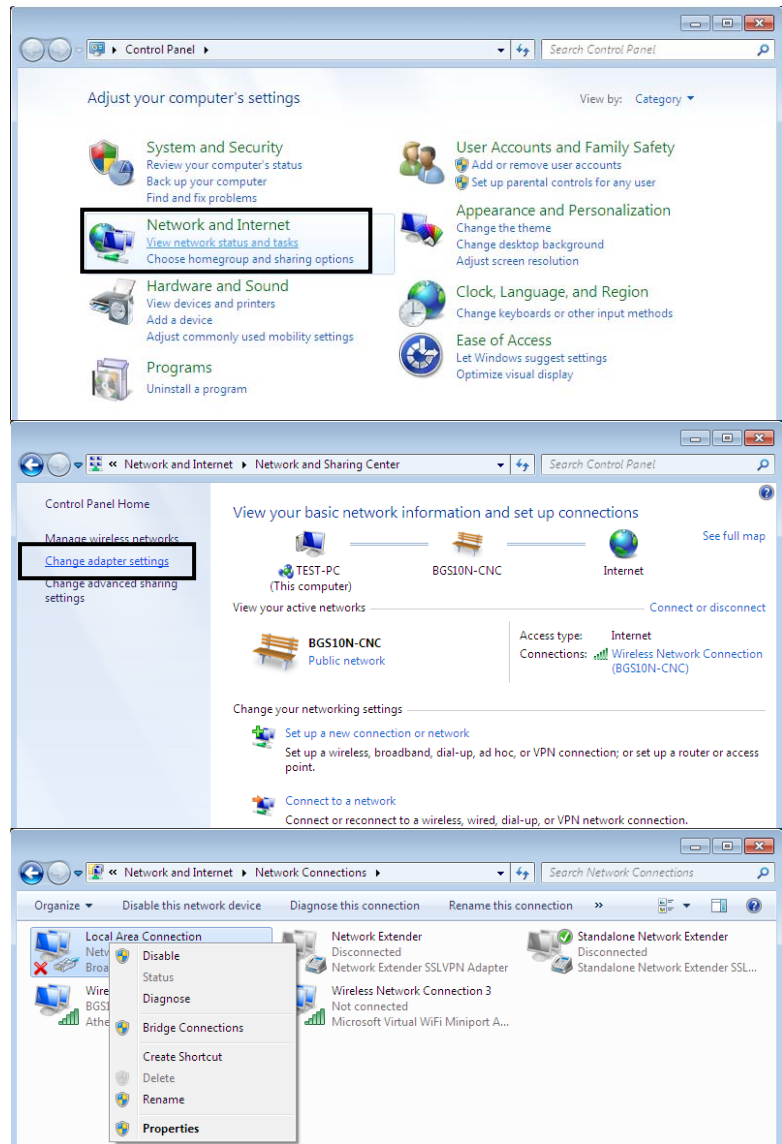 Control Panel
Search Control Panel
Adjust your computer's settings
View by: Category
System and Security
Review your computer's status
Back up your computer
Find and fix problems
Network and Internet
View network status and tasks
Choose homegroup and sharing options
Hardware and Sound
View devices and printers
Add a device
Adjust commonly used mobility settings
Programs
Uninstall a program
User Accounts and Family Safety
Add or remove user accounts
Set up parental controls for any user
Appearance and Personalization
Change the theme
Change desktop background
Adjust screen resolution
Clock, Language, and Region
Change keyboards or other input methods
Ease of Access
Let Windows suggest settings
Optimize visual display
« Network and Internet Network and Sharing Center
Search Control Panel
Control Panel Home
Manage wireless networks
Change adapter settings
Change advanced sharing
settings
View your basic network information and set up connections
See full map
TEST-PC
(This computer)
BGS10N-CNC
Internet
View your active networks
Connect or disconnect
BGS10N-CNC
Public network
Access type: Internet
Connections: Wireless Network Connection
(BGS10N-CNC)
Change your networking settings
Set up a new connection or network
Set up a wireless, broadband, dial-up, ad hoc, or VPN connection; or set up a router or access
point.
Connect to a network
Connect or reconnect to a wireless, wired, dial-up, or VPN network connection.
« Network and Internet Network Connections
Search Network Connections
Organize Disable this network device Diagnose this connection Rename this connection »
Local Area Connection
Netw
Broa
Wire
BGS1
Athe
Disable
Status
Diagnose
Bridge Connections
Create Shortcut
Delete
Rename
Properties
Network Extender
Disconnected
Network Extender SSLVPN Adapter
Wireless Network Connection 3
Not connected
Microsoft Virtual WiFi Miniport A...
Standalone Network Extender
Disconnected
Standalone Network Extender SSL...